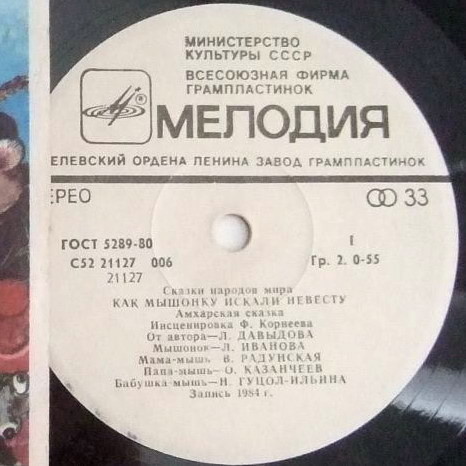 МИНИСТЕРСТВО
КУЛЬТУРЫ СССР
ВСЕСОЮЗНАЯ ФИРМА
ГРАМПЛАСТИНОК
МЕЛОДИЯ
ЕЛЕВСКИЙ ОРДЕНА ЛЕНИНА ЗАВОД ГРАМПЛАСТИНОК
ТЕРЕО 33
ГОСТ 5289-80 I
С52 21127 006 Гр. 2. 0-55
21127
Сказки народов мира
КАК МЫШОНКУ ИСКАЛИ НЕВЕСТУ
Амхарская сказка
Инсценировка Ф. Корнеева
От автора—Л. ДАВЫДОВА
Мышонок—Л. ИВАНОВА
Мама-мышь—В. РАДУНСКАЯ
Папа-мышь—О. КАЗАНЧЕЕВ
Бабушка-мышь—Н. ГУЦОЛ-ИЛЬИНА
Запись 1984 г.